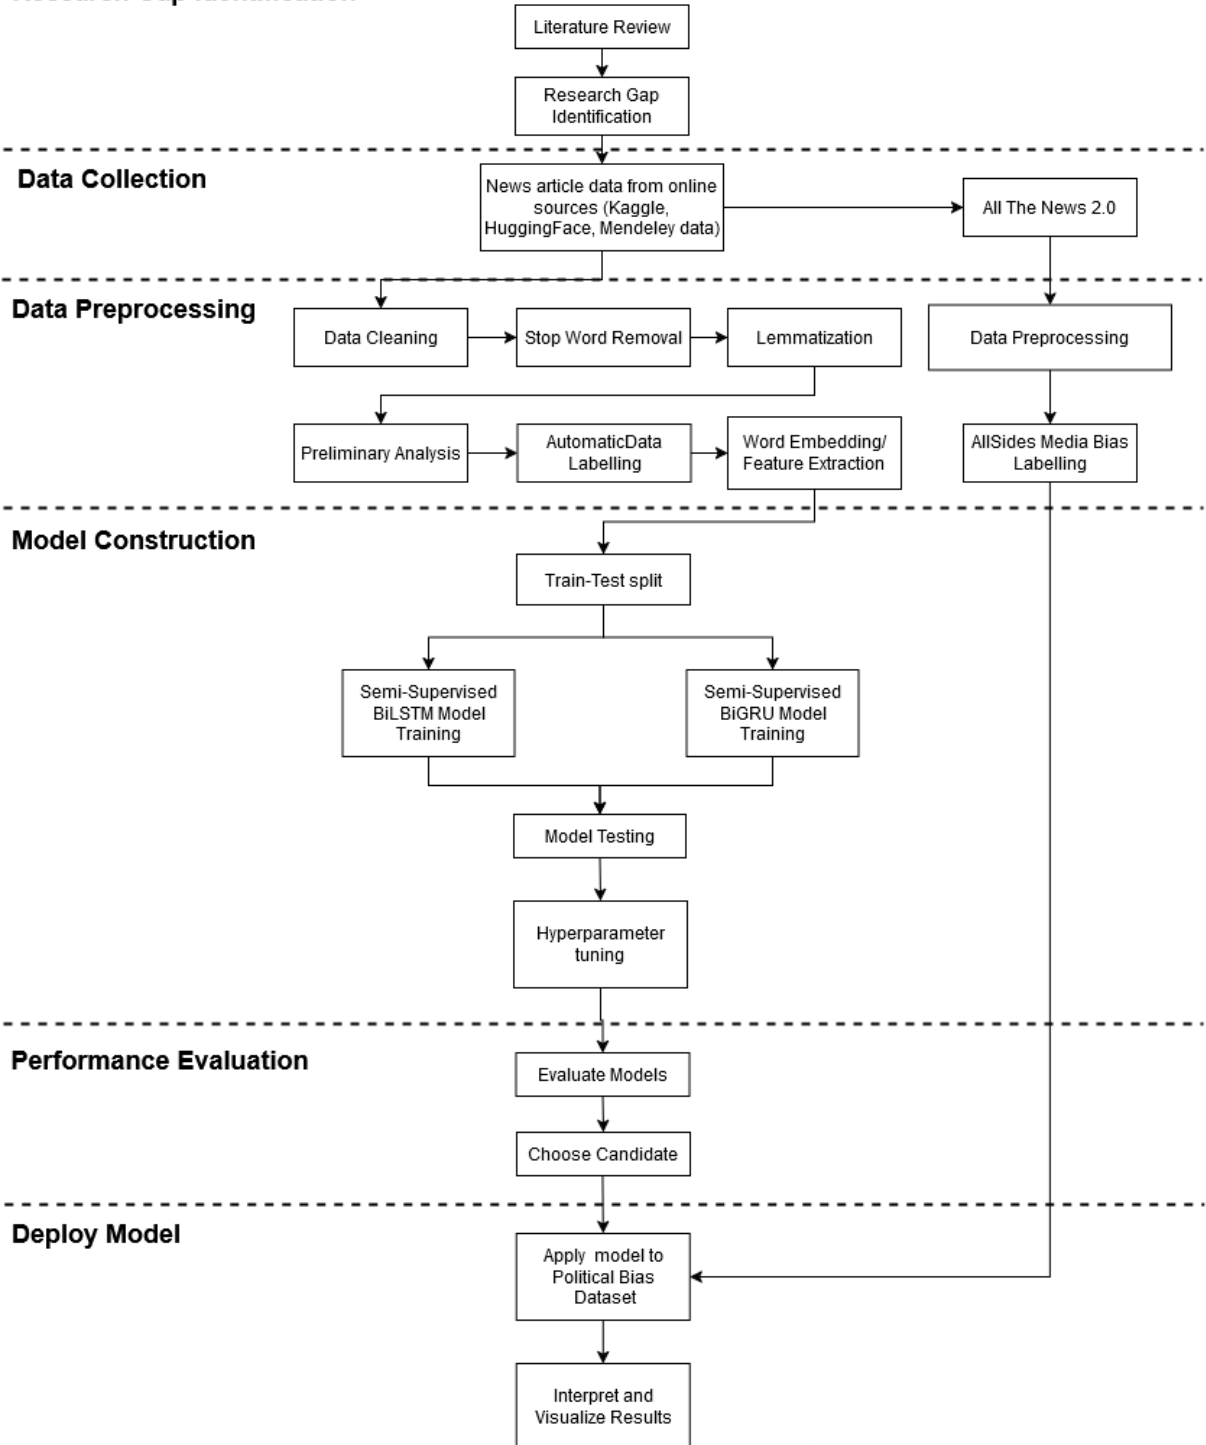 Research Gap Identification
Literature Review
Research Gap
Identification
Data Collection
News article data from online
sources (Kaggle,
HuggingFace, Mendeley data)
All The News 2.0
Data Preprocessing
Data Cleaning
Stop Word Removal
Lemmatization
Data Preprocessing
Preliminary Analysis
AutomaticData
Labelling
Word Embedding/
Feature Extraction
AllSides Media Bias
Labelling
Model Construction
Train-Test split
Semi-Supervised
BiLSTM Model
Training
Semi-Supervised
BiGRU Model
Training
Model Testing
Hyperparameter
tuning
Performance Evaluation
Evaluate Models
Choose Candidate
Deploy Model
Apply model to
Political Bias
Dataset
Interpret and
Visualize Results